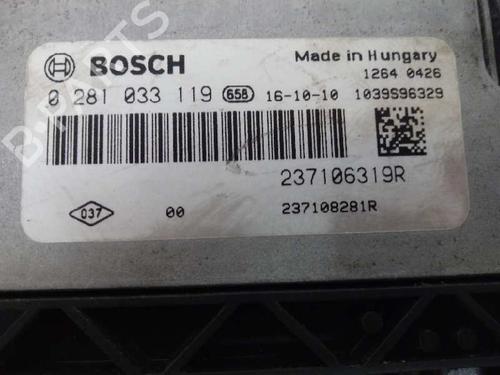 BOSCH
Made in Hungary
1264 0426
0 281 033 119 658 16-10-10 1039S96329
237106319R
037 00 237108281R
B-PARTS